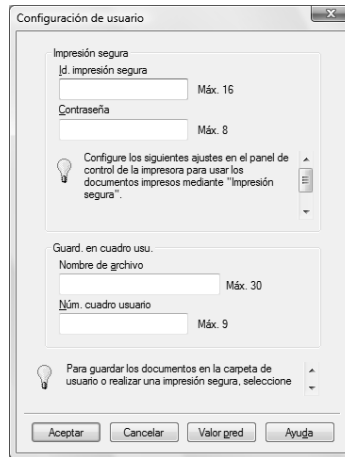 Configuración de usuario
Impresión segura
Id. impresión segura
Máx. 16
Contraseña
Máx. 8
Configure los siguientes ajustes en el panel de
control de la impresora para usar los
documentos impresos mediante "Impresión
segura".
Guard. en cuadro usu.
Nombre de archivo
Máx. 30
Núm. cuadro usuario
Máx. 9
Para guardar los documentos en la carpeta de
usuario o realizar una impresión segura, seleccione
Aceptar Cancelar Valor pred Ayuda